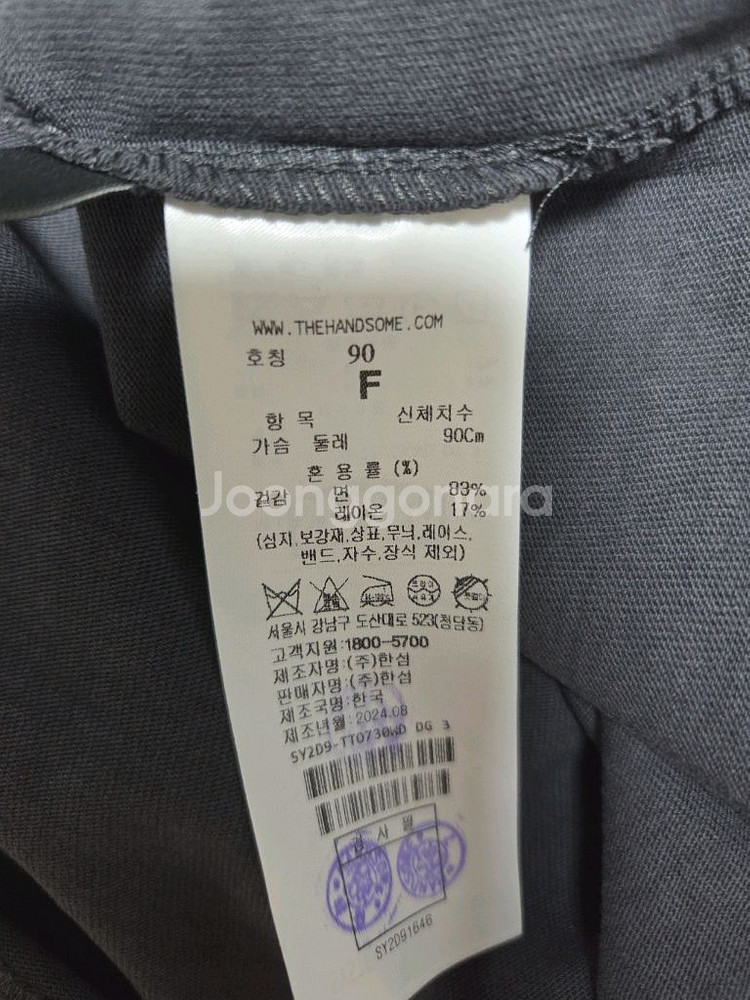 WWW.THEHANDSOME.COM
호칭 90
F
항 목 신체치수
가슴 둘레 90Cm
혼 용 률 (%)
겉감 면 83%
레이온 17%
Joonggonara
(심지,보강재,상표,무늬,레이스,
밴드,자수,장식 제외)
서울시 강남구 도산대로 523(청담동)
고객지원:1800-5700
제조자명:(주)한섬
판매자명:(주)한섬
제조국명:한국
제조년월:2024.08
SY2D9-TTO730WD DG 3
검 사 필
SY2D91646